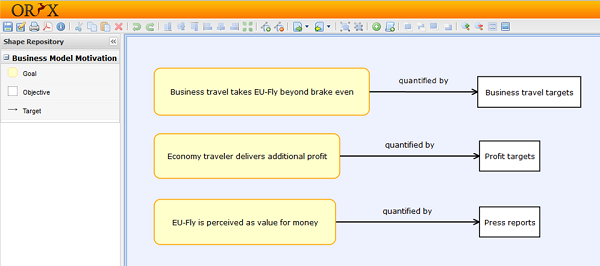 ORYX
Shape Repository
Business Model Motivation
Goal
Objective
Target
Business travel takes EU-Fly beyond brake even
quantified by
Business travel targets
Economy traveler delivers additional profit
quantified by
Profit targets
EU-Fly is perceived as value for money
quantified by
Press reports